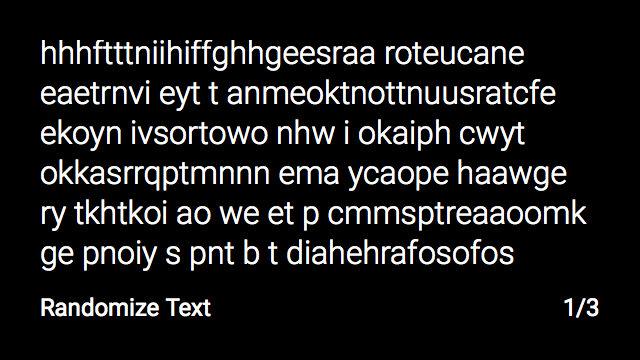 hhhftttniihiffghhgeesraa roteucane
eaetrnvi eyt t anmeoktnottnuusratcfe
ekoyn ivsortowo nhw i okaiph cwyt
okkasrrqptmnnn ema ycaope haawge
ry tkhtkoi ao we et p cmmsptreaaoomk
ge pnoiy s pnt b t diahehrafosofos
Randomize Text 1/3